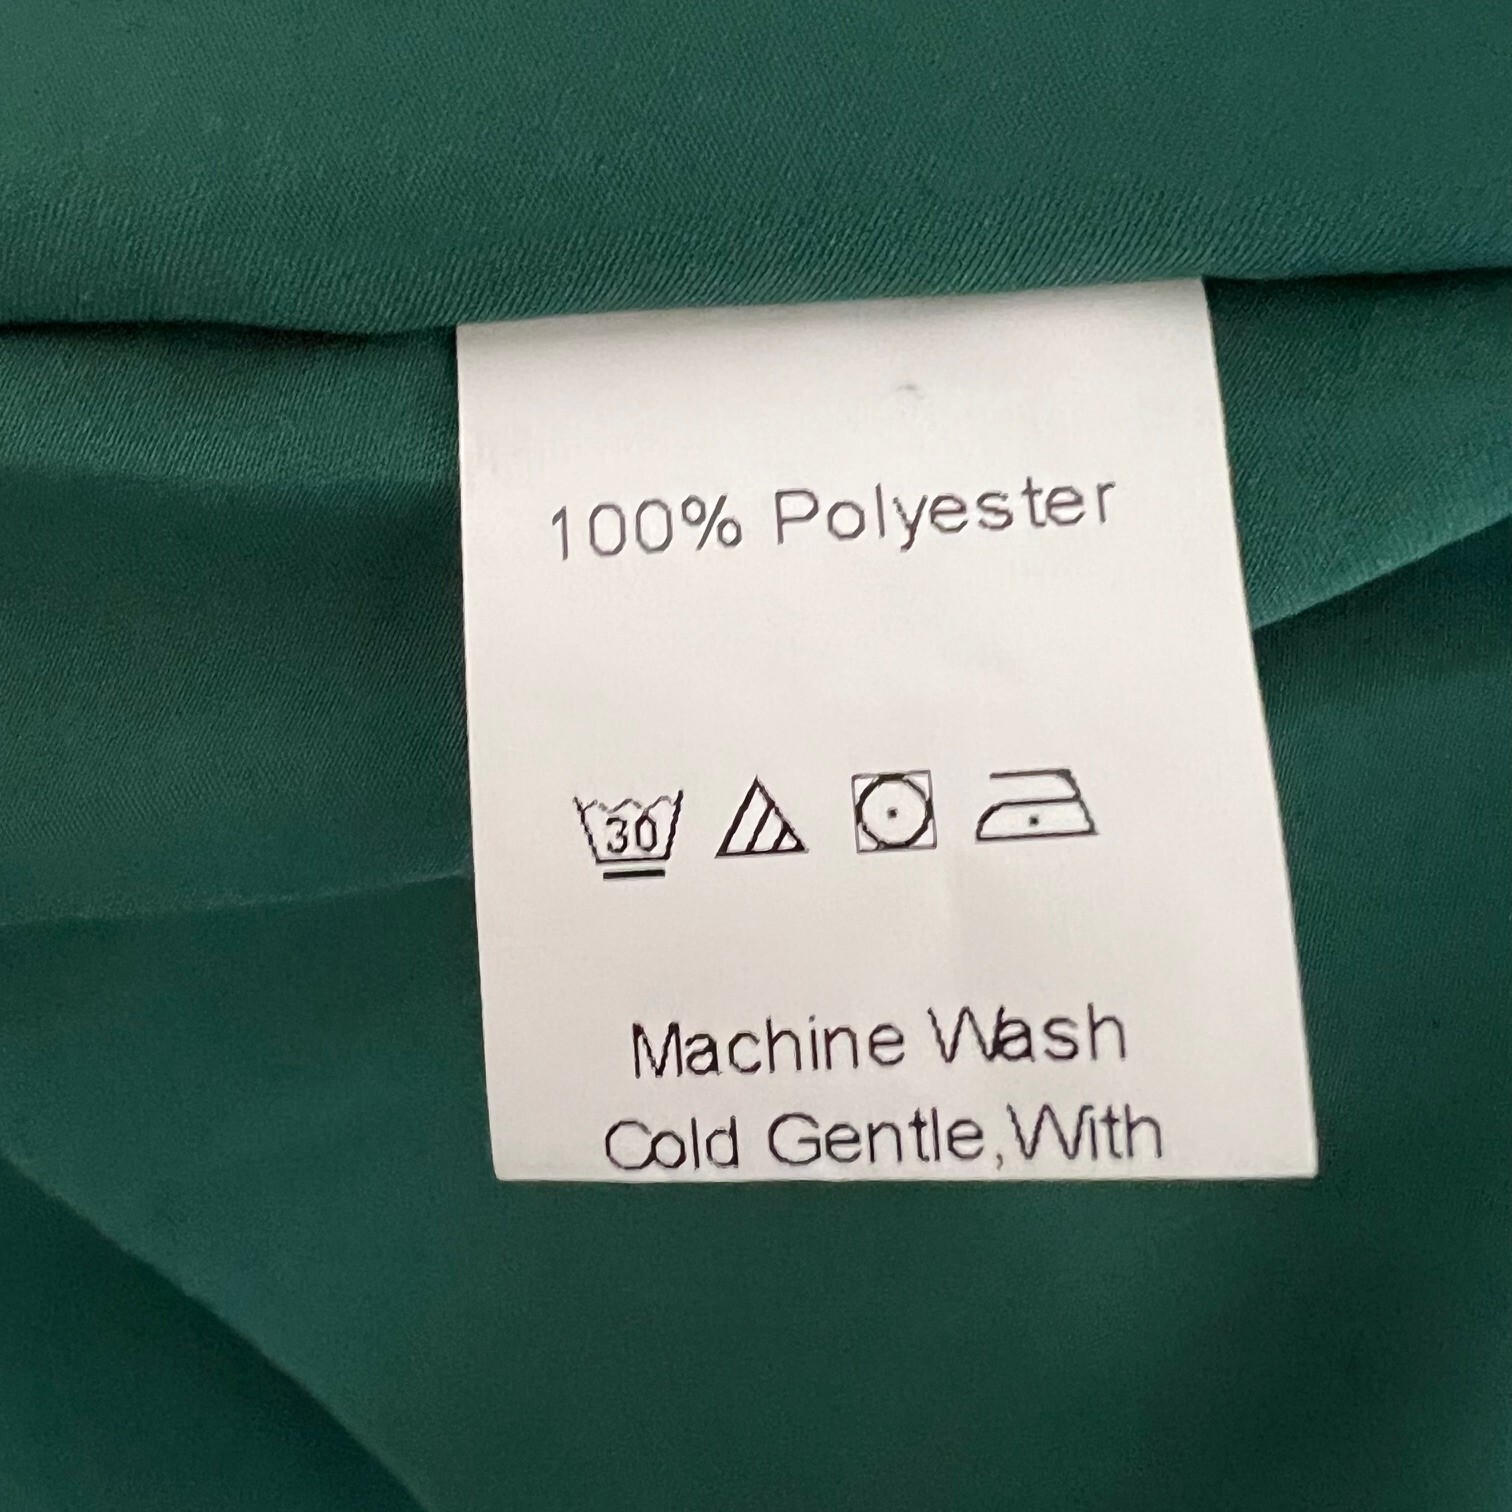 100% Polyester
30
Machine Wash
Cold Gentle,With